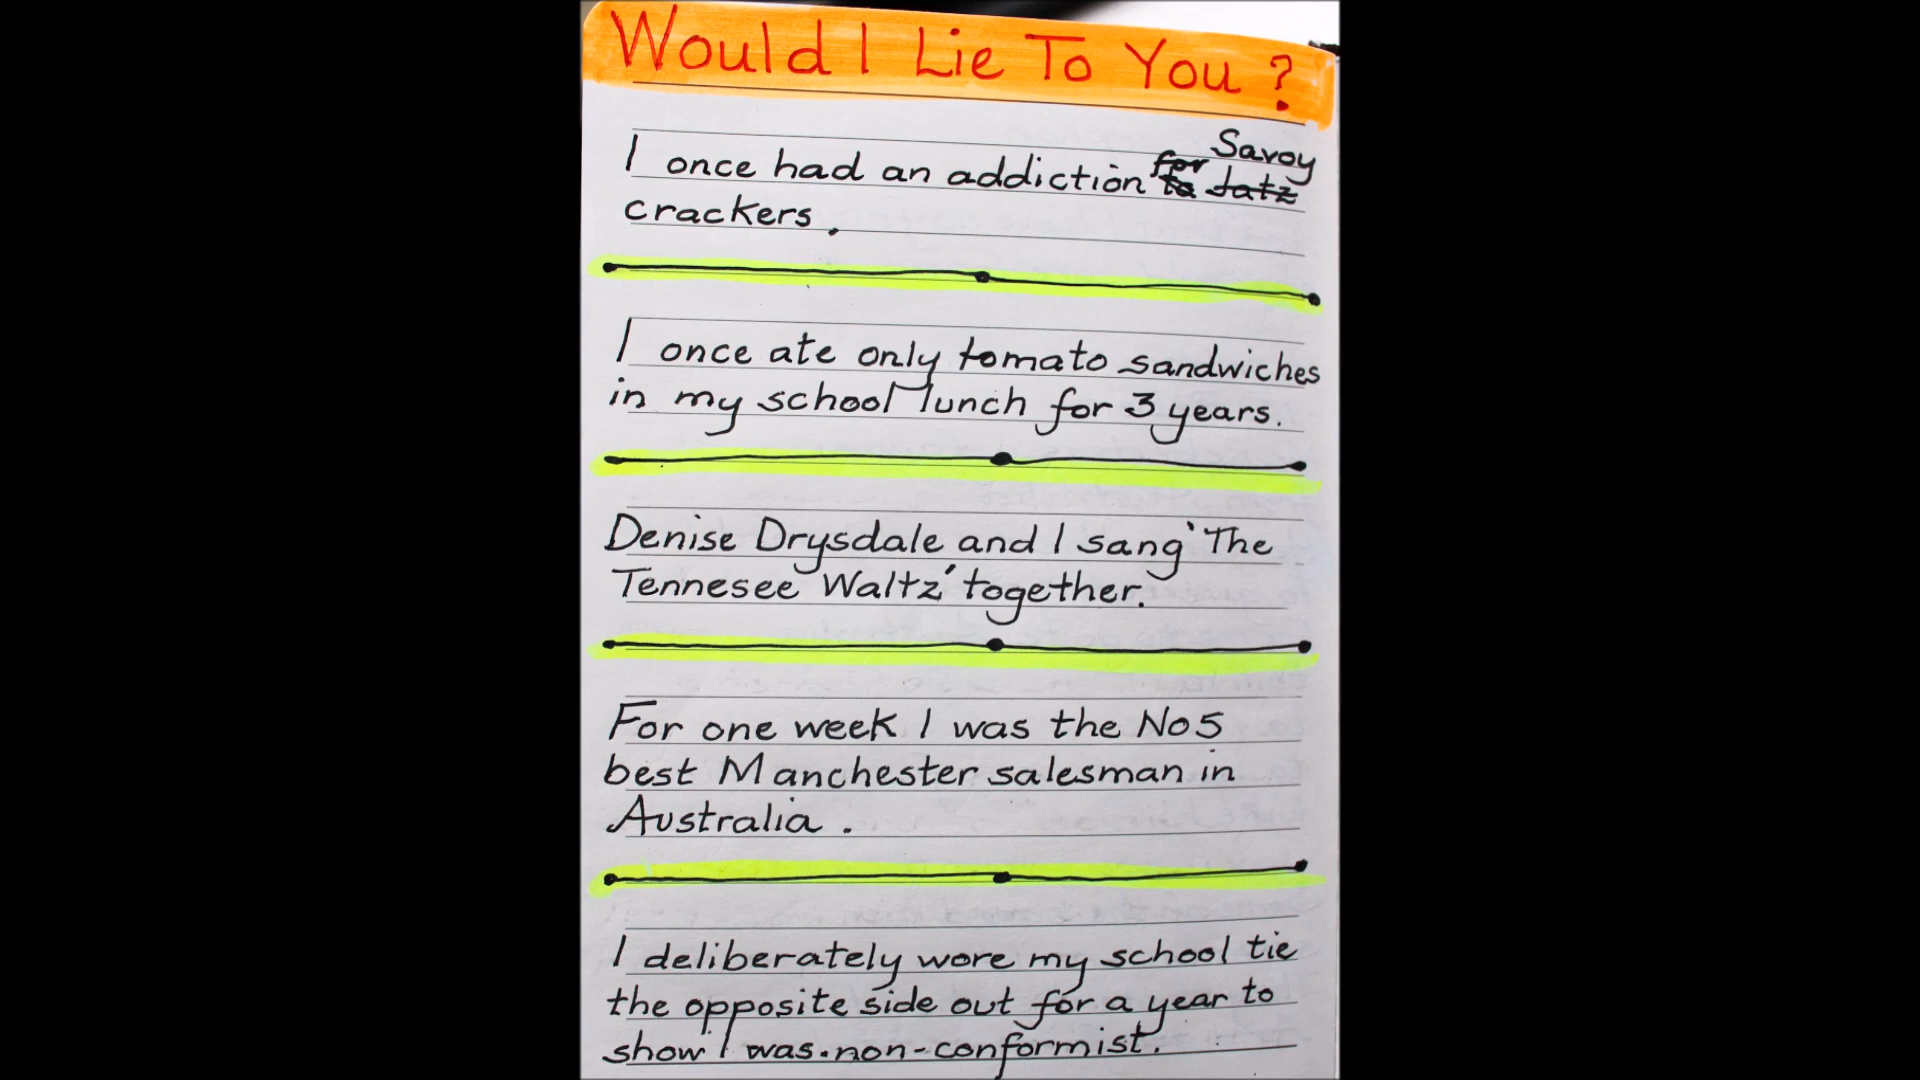 Would I Lie To You?
Savoy
I once had an addiction for to Jatz
crackers.
I once ate only tomato sandwiches
in my school lunch for 3 years.
Denise Drysdale and I sang 'The
Tennesee Waltz' together.
For one week I was the No5
best Manchester salesman in
Australia.
I deliberately wore my school tie
the opposite side out for a year to
show I was non-conformist.